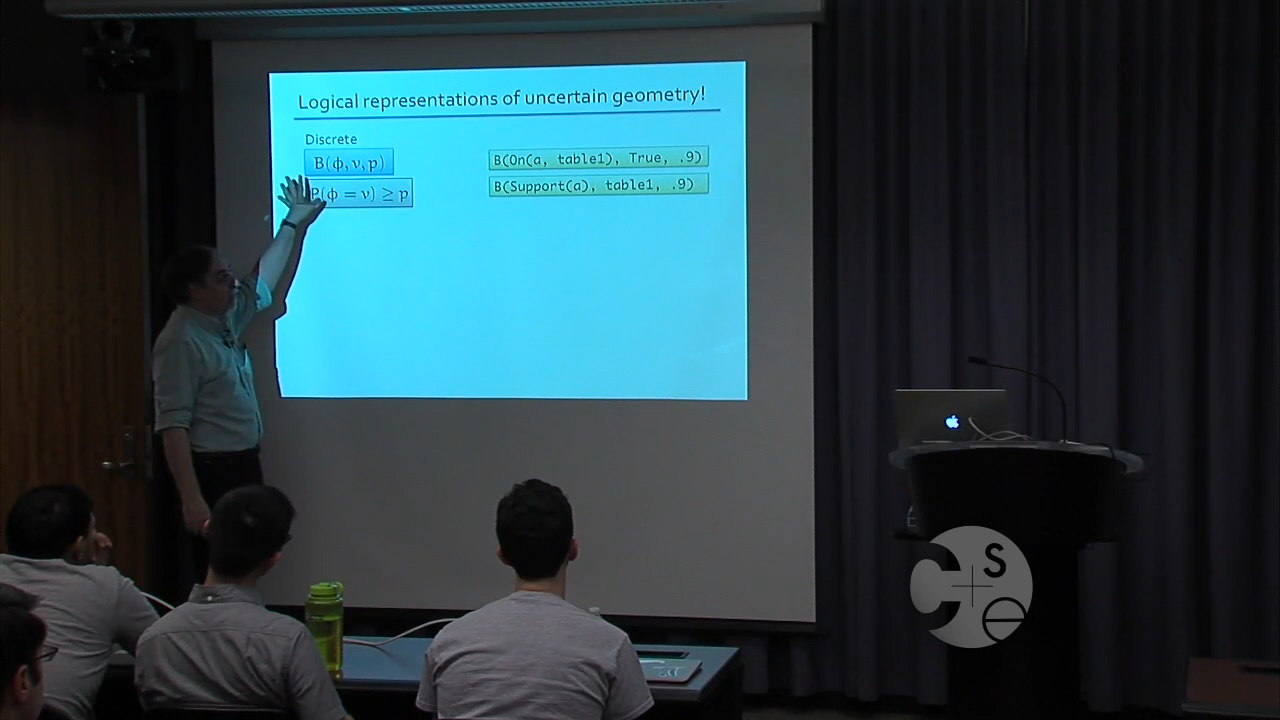 Logical representations of uncertain geometry!
Discrete
B(ϕ, v, p)
P(ϕ = v) ≥ p
B(On(a, table1), True, .9)
B(Support(a), table1, .9)
C
s
e